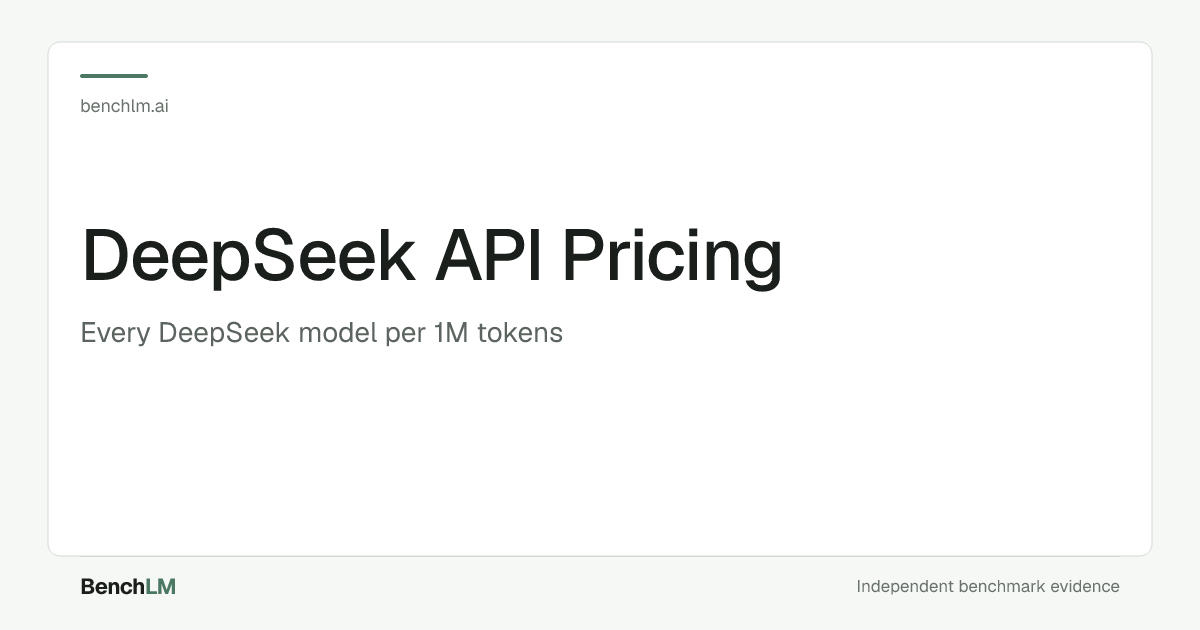 benchlm.ai
DeepSeek API Pricing
Every DeepSeek model per 1M tokens
BenchLM
Independent benchmark evidence